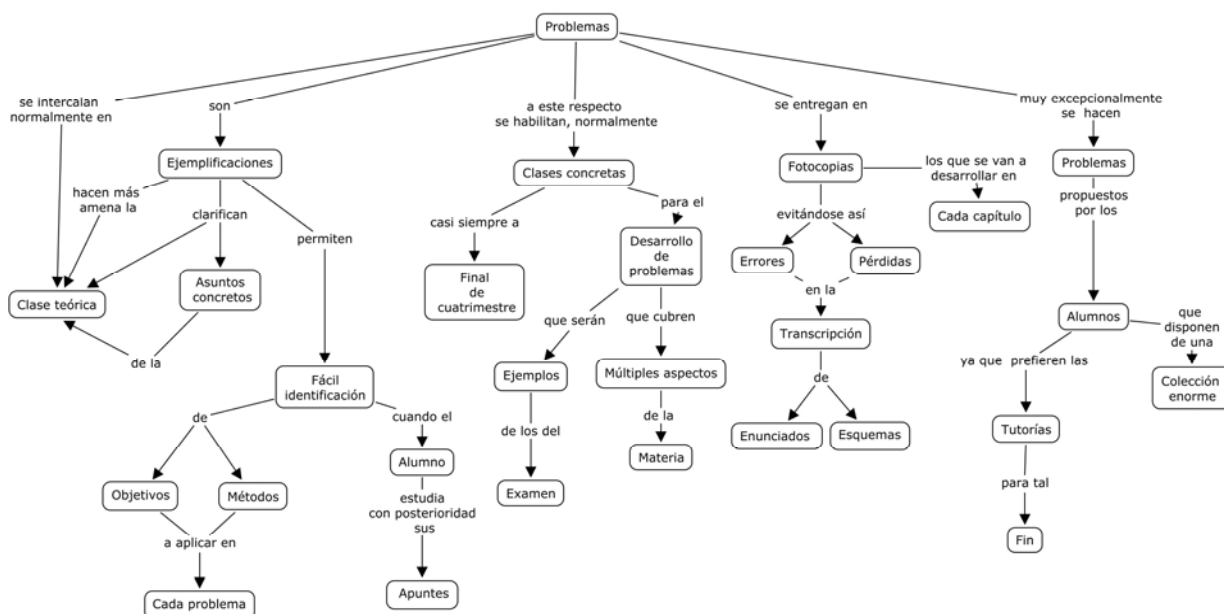 Problemas
se intercalan
normalmente en
son
a este respecto
se habilitan, normalmente
se entregan en
muy excepcionalmente
se hacen
Ejemplificaciones
Clases concretas
Fotocopias
los que se van a
desarrollar en
Problemas
hacen más
amena la
clarifican
permiten
casi siempre a
para el
evitándose así
Cada capítulo
propuestos
por los
Clase teórica
Asuntos
concretos
Final
de
cuatrimestre
Desarrollo
de
problemas
Errores
Pérdidas
en la
Alumnos
que
disponen
de una
de la
que serán
que cubren
Transcripción
ya que prefieren las
Fácil
identificación
Ejemplos
Múltiples aspectos
de
Colección
enorme
de
cuando el
de los del
de la
Enunciados
Esquemas
Tutorías
Alumno
Materia
Objetivos
Métodos
estudia
con posterioridad
sus
Examen
para tal
a aplicar en
Fin
Cada problema
Apuntes